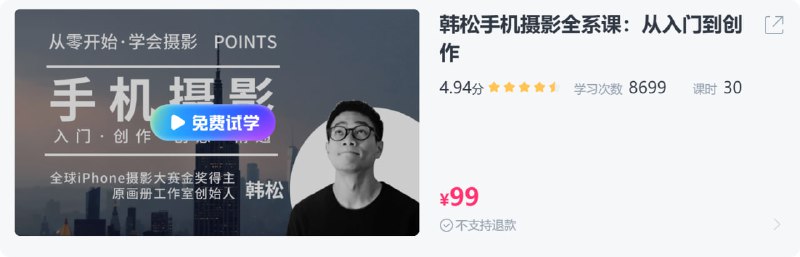 从零开始·学会摄影 POINTS
手机摄影
免费试学
入门·创作
全球iPhone摄影大赛金奖得主
原画册工作室创始人 韩松
韩松手机摄影全系课：从入门到创
作
4.94分 学习次数 8699 课时 30
¥99
不支持退款